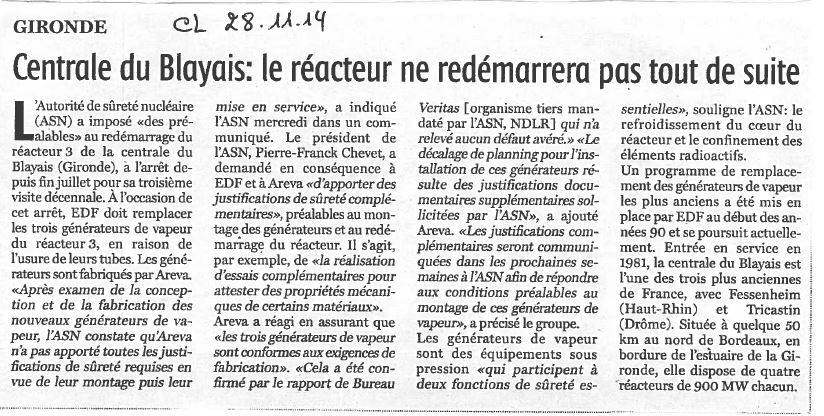 GIRONDE
CL 28.11.14
Centrale du Blayais: le réacteur ne redémarrera pas tout de suite
L'Autorité de sûreté nucléaire
(ASN) a imposé «des pré-
alables» au redémarrage du
réacteur 3 de la centrale du
Blayais (Gironde), à l'arrêt de-
puis fin juillet pour sa troisième
visite décennale. À l'occasion de
cet arrêt, EDF doit remplacer
les trois générateurs de vapeur
du réacteur 3, en raison de
l'usure de leurs tubes. Les géné-
rateurs sont fabriqués par Areva.
«Après examen de la conception
et de la fabrication des
nouveaux générateurs de va-
peur, l'ASN constate qu'Areva
n'a pas apporté toutes les justi-
fications de sûreté requises en
vue de leur montage puis leur
mise en service», a indiqué
l'ASN mercredi dans un com-
muniqué. Le président de
l'ASN, Pierre-Franck Chevet, a
demandé en conséquence à
EDF et à Areva «d'apporter des
justifications de sûreté complé-
mentaires», préalables au mon-
tage des générateurs et au redé-
marrage du réacteur. Il s'agit,
par exemple, de «la réalisation
d'essais complémentaires pour
attester des propriétés mécani-
ques de certains matériaux».
Areva a réagi en assurant que
«les trois générateurs de vapeur
sont conformes aux exigences de
fabrication». «Cela a été con-
firmé par le rapport de Bureau
Veritas [organisme tiers man-
daté par l'ASN, NDLR] qui n'a
relevé aucun défaut avéré.» «Le
décalage de planning pour l'ins-
tallation de ces générateurs ré-
sulte des justifications docu-
mentaires supplémentaires sol-
licitées par l'ASN», a ajouté
Areva. «Les justifications com-
plémentaires seront communi-
quées dans les prochaines se-
maines à l'ASN afin de répondre
aux conditions préalables au
montage de ces générateurs de
vapeur», a précisé le groupe.
Les générateurs de vapeur
sont des équipements sous
pression «qui participent à
deux fonctions de sûreté es-
sentielles», souligne l'ASN: le
refroidissement du cœur du
réacteur et le confinement des
éléments radioactifs.
Un programme de remplace-
ment des générateurs de vapeur
les plus anciens a été mis en
place par EDF au début des an-
nées 90 et se poursuit actuelle-
ment. Entrée en service en
1981, la centrale du Blayais est
l'une des trois plus anciennes
de France, avec Fessenheim
(Haut-Rhin) et Tricastin
(Drôme). Située à quelque 50
km au nord de Bordeaux, en
bordure de l'estuaire de la Gi-
ronde, elle dispose de quatre
réacteurs de 900 MW chacun.